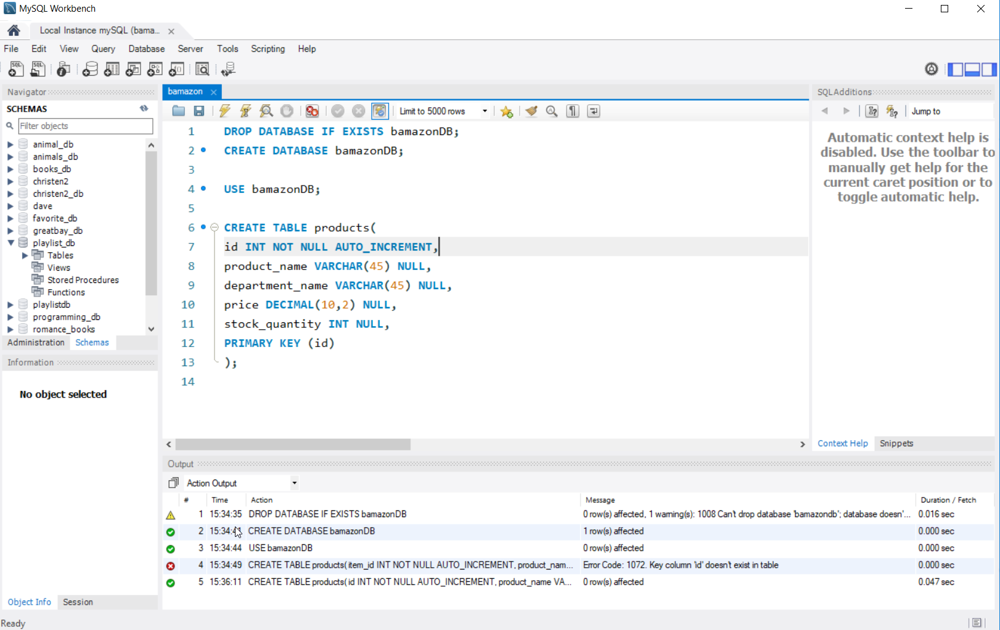 MySQL Workbench
Local Instance mySQL (bama...
File Edit View Query Database Server Tools Scripting Help
Navigator
SCHEMAS
Filter objects
animal_db
animals_db
books_db
christen2
christen2_db
dave
favorite_db
greatbay_db
playlist_db
Tables
Views
Stored Procedures
Functions
playlistdb
programming_db
romance_books
Administration Schemas
Information
No object selected
Object Info Session
bamazon
Limit to 5000 rows
1 DROP DATABASE IF EXISTS bamazonDB;
2 CREATE DATABASE bamazonDB;
3
4 USE bamazonDB;
5
6 CREATE TABLE products(
7 id INT NOT NULL AUTO_INCREMENT,
8 product_name VARCHAR(45) NULL,
9 department_name VARCHAR(45) NULL,
10 price DECIMAL(10,2) NULL,
11 stock_quantity INT NULL,
12 PRIMARY KEY (id)
13 );
14
SQLAdditions
Jump to
Automatic context help is
disabled. Use the toolbar to
manually get help for the
current caret position or to
toggle automatic help.
Context Help Snippets
Output
Action Output
# Time Action Message Duration / Fetch
1 15:34:35 DROP DATABASE IF EXISTS bamazonDB 0 row(s) affected, 1 warning(s): 1008 Can't drop database 'bamazondb'; database doesn'... 0.016 sec
2 CREATE DATABASE bamazonDB 1 row(s) affected 0.000 sec
3 15:34:44 USE bamazonDB 0 row(s) affected 0.000 sec
4 15:34:49 CREATE TABLE products( item_id INT NOT NULL AUTO_INCREMENT, product_nam... Error Code: 1072. Key column 'id' doesn't exist in table 0.000 sec
5 15:36:11 CREATE TABLE products( id INT NOT NULL AUTO_INCREMENT, product_name VA... 0 row(s) affected 0.047 sec
Ready